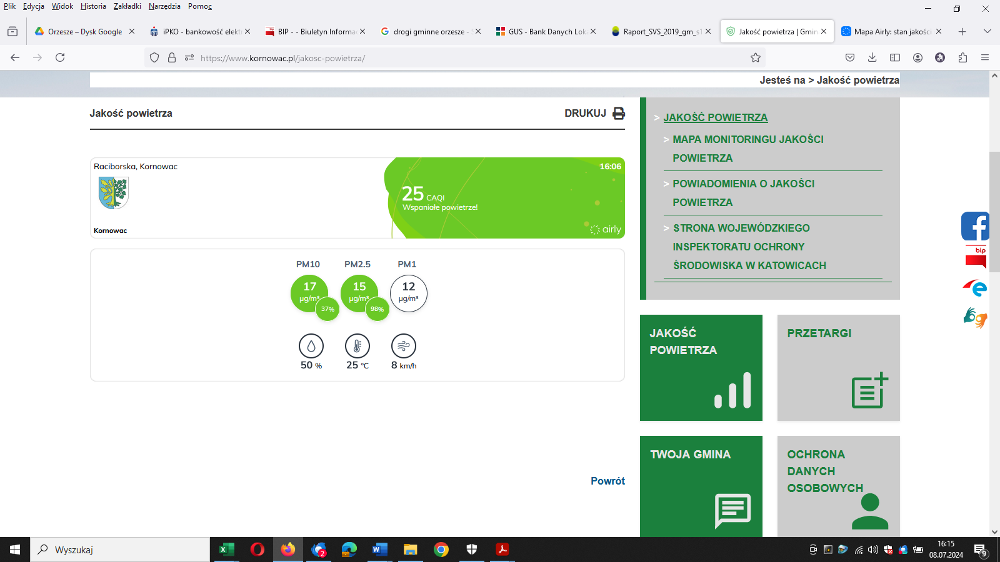 Plik Edycja Widok Historia Zakładki Narzędzia Pomoc
Orzesze – Dysk Google
iPKO - bankowość elekt
BIP - - Biuletyn Informac
drogi gminne orzesze - S
GUS - Bank Danych Loka
Raport_SVS_2019_gm_s1
Jakość powietrza | Gmin
Mapa Airly: stan jakości
https://www.kornowac.pl/jakosc-powietrza/
Jesteś na > Jakość powietrza
Jakość powietrza
DRUKUJ
Raciborska, Kornowac
16:06
25 CAQI
Wspaniałe powietrze!
Kornowac
airly
PM10 PM2.5 PM1
17 15 12
µg/m³ µg/m³ µg/m³
37% 98%
50 % 25 °C 8 km/h
Powrót
> JAKOŚĆ POWIETRZA
> MAPA MONITORINGU JAKOŚCI
POWIETRZA
> POWIADOMIENIA O JAKOŚCI
POWIETRZA
> STRONA WOJEWÓDZKIEGO
INSPEKTORATU OCHRONY
ŚRODOWISKA W KATOWICACH
JAKOŚĆ
POWIETRZA
PRZETARGI
TWOJA GMINA
OCHRONA
DANYCH
OSOBOWYCH
bip
Wyszukaj
2
16:15
08.07.2024
9